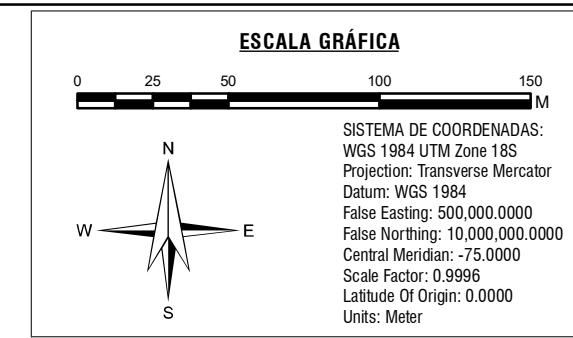 ESCALA GRÁFICA
0 25 50 100 150
M
SISTEMA DE COORDENADAS:
WGS 1984 UTM Zone 18S
Projection: Transverse Mercator
Datum: WGS 1984
False Easting: 500,000.0000
False Northing: 10,000,000.0000
Central Meridian: -75.0000
Scale Factor: 0.9996
Latitude Of Origin: 0.0000
Units: Meter
N
W E
S